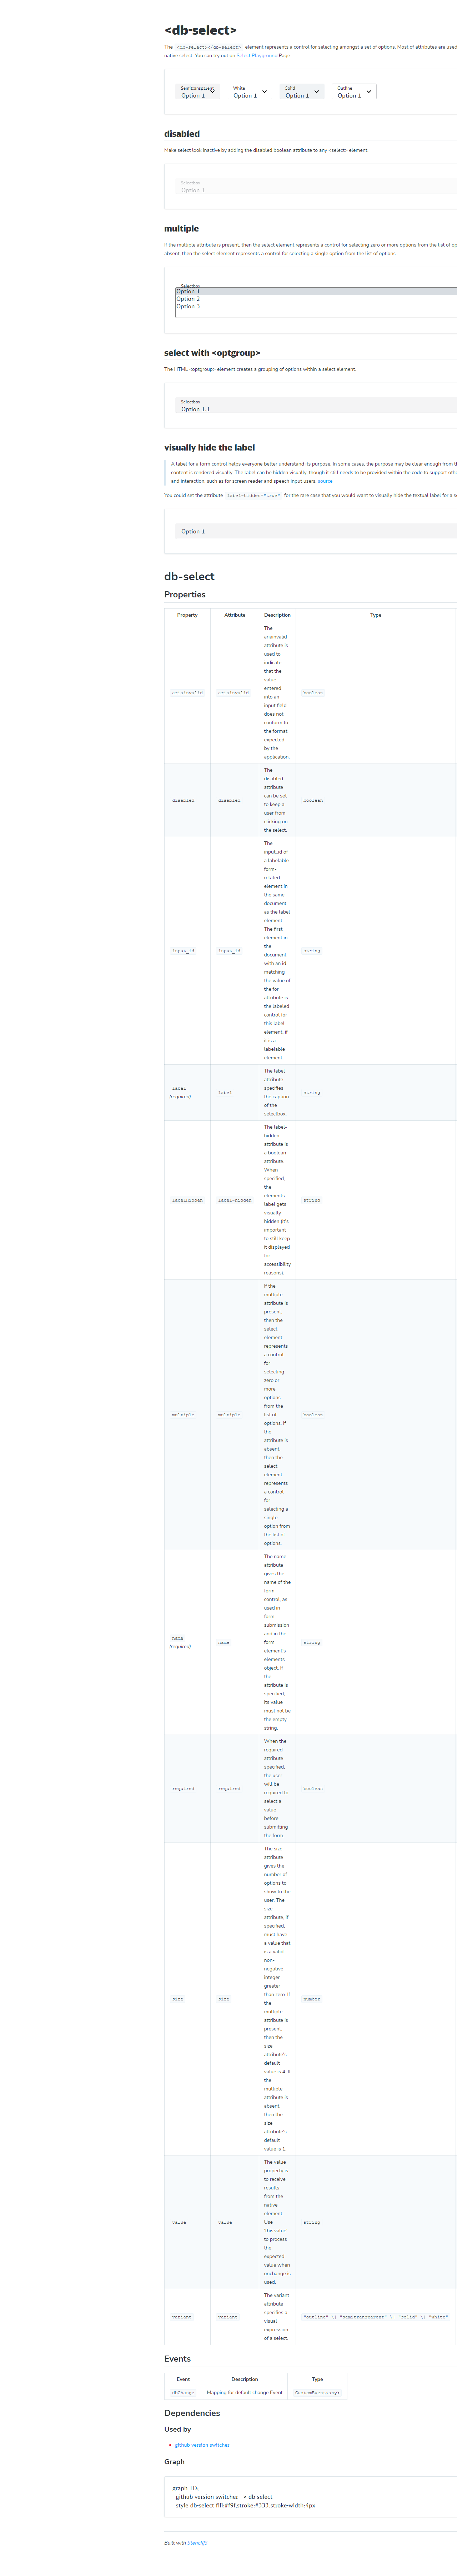 <db-select>
The <db-select></db-select> element represents a control for selecting amongst a set of options. Most of attributes are used
native select. You can try out on Select Playground Page.
Semitransparent White Solid Outline
Option 1 Option 1 Option 1 Option 1
disabled
Make select look inactive by adding the disabled boolean attribute to any <select> element.
Selectbox
Option 1
multiple
If the multiple attribute is present, then the select element represents a control for selecting zero or more options from the list of
absent, then the select element represents a control for selecting a single option from the list of options.
Selectbox
Option 1
Option 2
Option 3
select with <optgroup>
The HTML <optgroup> element creates a grouping of options within a select element.
Selectbox
Option 1.1
visually hide the label
A label for a form control helps everyone better understand its purpose. In some cases, the purpose may be clear enough from
content is rendered visually. The label can be hidden visually, though it still needs to be provided within the code to support
and interaction, such as for screen reader and speech input users. source
You could set the attribute label-hidden="true" for the rare case that you would want to visually hide the textual label for a
Option 1
db-select
Properties
Property Attribute Description Type
The
ariainvalid
attribute is
used to
indicate
that the
value
ariainvalid ariainvalid entered boolean
into an
input field
does not
conform to
the format
expected
by the
application.
The
disabled
attribute
can be set
disabled disabled to keep a boolean
user from
clicking on
the select.
The
input_id of
a labelable
form-
related
element in
the same
document
as the label
element.
The first
element in
the
input_id input_id document string
with an id
matching
the value of
the for
attribute is
the labeled
control for
this label
element, if
it is a
labelable
element.
The label
attribute
label specifies
(required) label the caption string
of the
selectbox.
The label-
hidden
attribute is
a boolean
attribute.
When
specified,
the
elements
labelHidden label-hidden label gets string
visually
hidden (it's
important
to still keep
it displayed
for
accessibility
reasons).
If the
multiple
attribute is
present,
then the
select
element
represents
a control
for
selecting
zero or
more
options
from the
multiple multiple list of boolean
options. If
the
attribute is
absent,
then the
select
element
represents
a control
for
selecting a
single
option from
the list of
options.
The name
attribute
gives the
name of the
form
control, as
used in
form
submission
and in the
name form
(required) name element's string
elements
object. If
the
attribute is
specified,
its value
must not be
the empty
string.
When the
required
attribute
specified,
the user
will be
required required required to boolean
select a
value
before
submitting
the form.
The size
attribute
gives the
number of
options to
show to the
user. The
size
attribute, if
specified,
must have
a value that
is a valid
non-
negative
integer
greater
than zero. If
size size the number
multiple
attribute is
present,
then the
size
attribute's
default
value is 4. If
the
multiple
attribute is
absent,
then the
size
attribute's
default
value is 1.
The value
property is
to receive
results
from the
native
element.
value value Use string
'this.value'
to process
the
expected
value when
onchange is
used.
The variant
attribute
variant variant specifies a "outline" \| "semitransparent" \| "solid" \| "white"
visual
expression
of a select.
Events
Event Description Type
dbChange Mapping for default change Event CustomEvent<any>
Dependencies
Used by
github-version-switcher
Graph
graph TD;
github-version-switcher --> db-select
style db-select fill:#f9f,stroke:#333,stroke-width:4px
Built with StencilJS